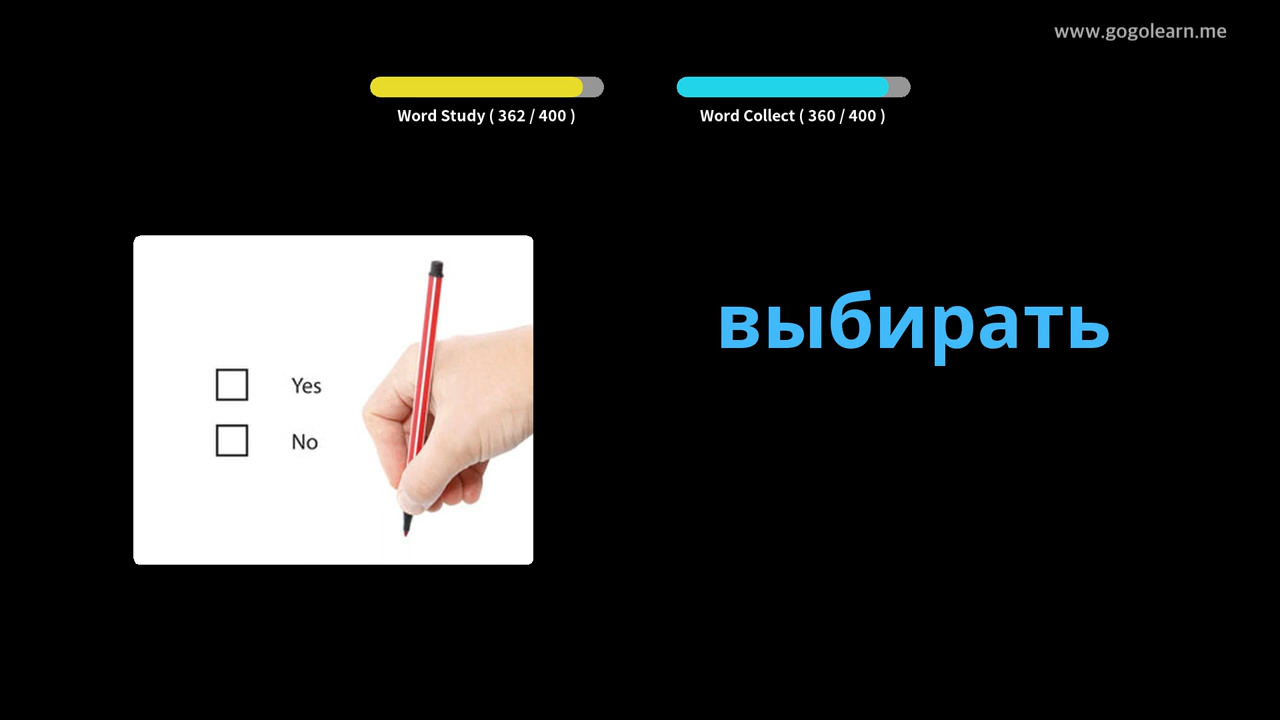 www.gogolearn.me
Word Study ( 362 / 400 )
Word Collect ( 360 / 400 )
выбирать
Yes
No